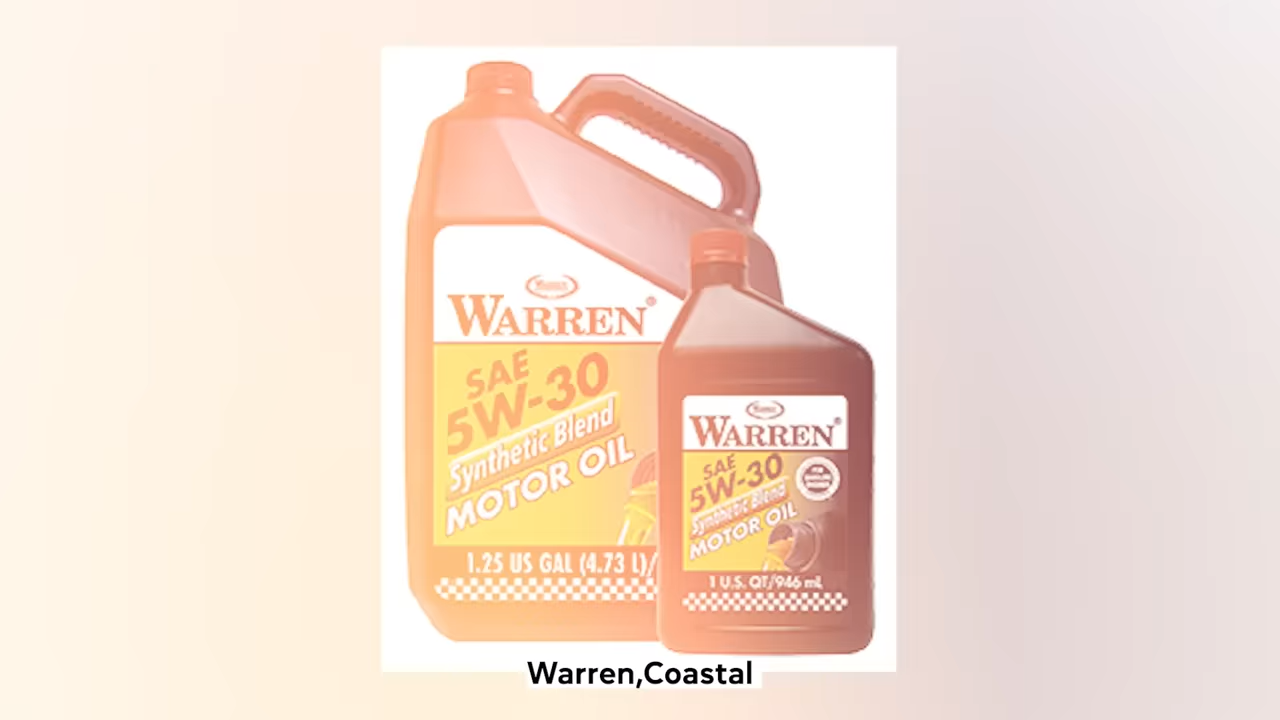 WARREN®
SAE
5W-30
Synthetic Blend
MOTOR OIL
1.25 US GAL (4.73 L)/
WARREN®
SAE
5W-30
Synthetic Blend
MOTOR OIL
1 U.S. QT/946 mL
Warren,Coastal